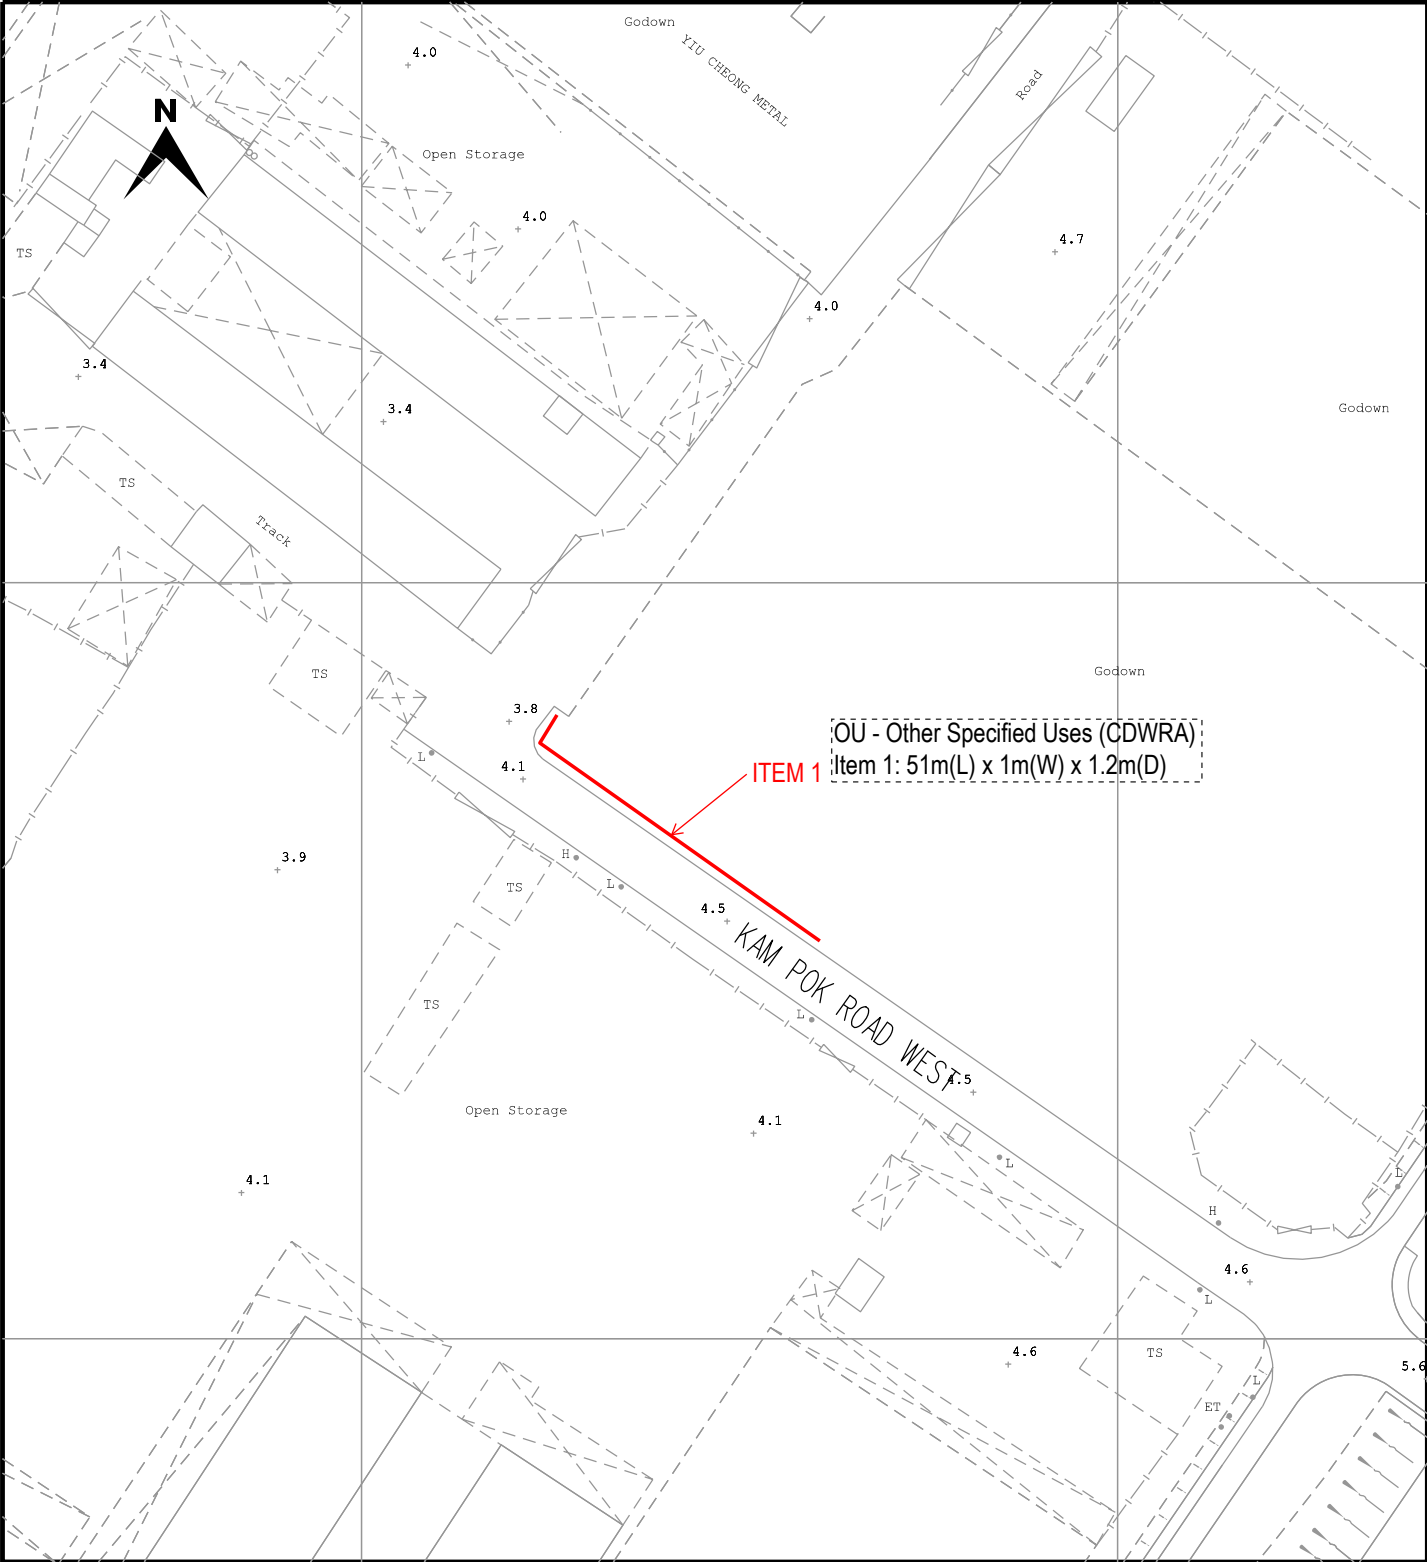 Godown
4.0
YIU CHEONG METAL
Road
N
Open Storage
4.0
4.7
TS
4.0
3.4
3.4
Godown
TS
Track
TS
Godown
3.8
OU - Other Specified Uses (CDWRA)
Item 1: 51m(L) x 1m(W) x 1.2m(D)
ITEM 1
L
4.1
3.9
H
TS
L
4.5
KAM POK ROAD WEST
TS
L
4.5
Open Storage
4.1
L
4.1
L
H
4.6
L
4.6
TS
5.6
L
ET